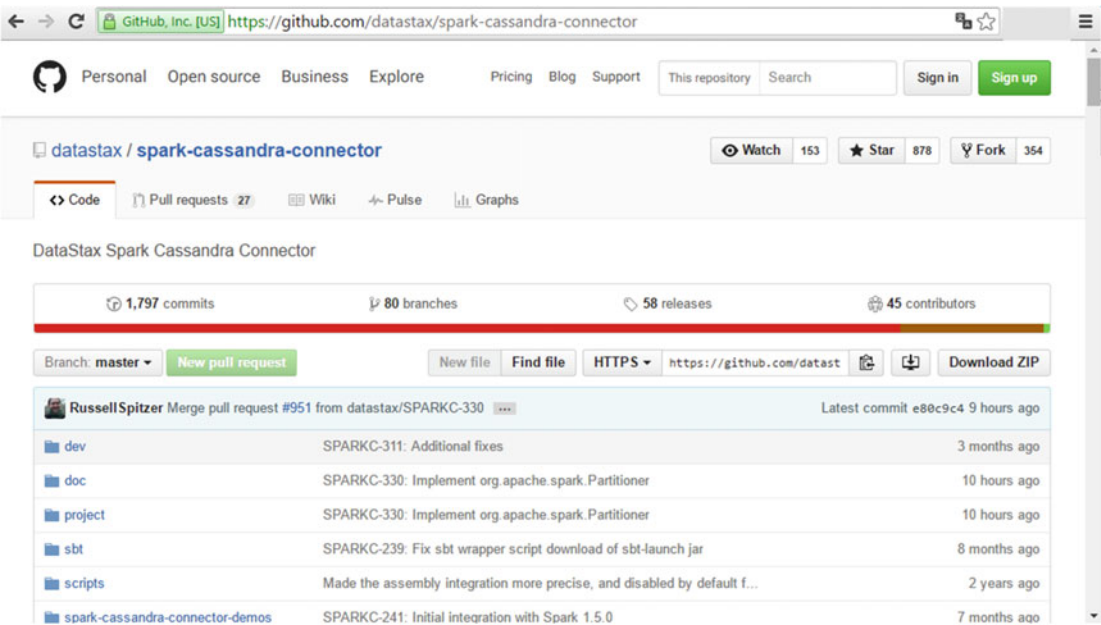 GitHub, Inc. [US] https://github.com/datastax/spark-cassandra-connector
Personal Open source Business Explore Pricing Blog Support This repository Search Sign in Sign up
datastax / spark-cassandra-connector Watch 153 Star 878 Fork 354
Code Pull requests 27 Wiki Pulse Graphs
DataStax Spark Cassandra Connector
1,797 commits 80 branches 58 releases 45 contributors
Branch: master New pull request New file Find file HTTPS https://github.com/datast Download ZIP
RussellSpitzer Merge pull request #951 from datastax/SPARKC-330 ... Latest commit e80c9c4 9 hours ago
dev SPARKC-311: Additional fixes 3 months ago
doc SPARKC-330: Implement org.apache.spark.Partitioner 10 hours ago
project SPARKC-330: Implement org.apache.spark.Partitioner 10 hours ago
sbt SPARKC-239: Fix sbt wrapper script download of sbt-launch jar 8 months ago
scripts Made the assembly integration more precise, and disabled by default f... 2 years ago
spark-cassandra-connector-demos SPARKC-241: Initial integration with Spark 1.5.0 7 months ago